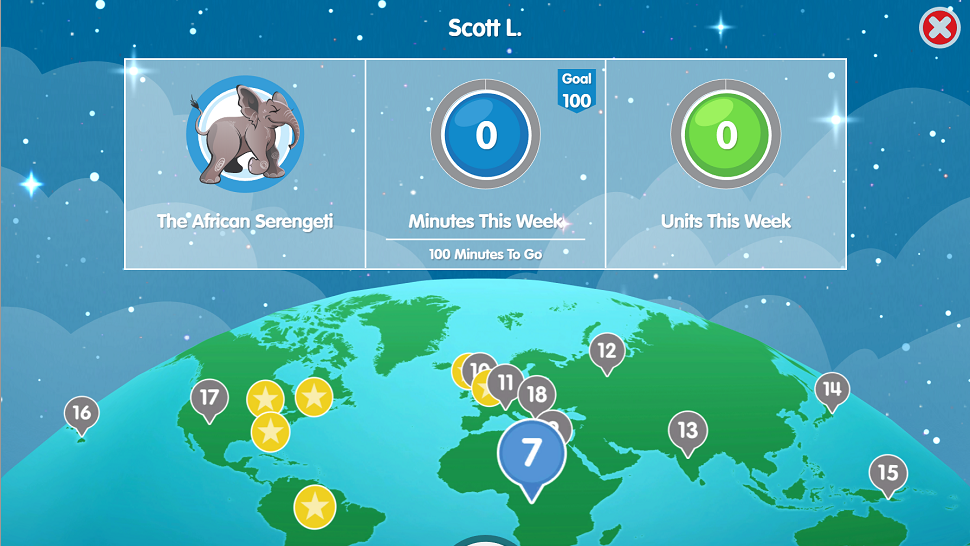 Scott L.
Goal
100
0
0
The African Serengeti
Minutes This Week
Units This Week
100 Minutes To Go
12
10
11
18
17
16
14
13
7
15